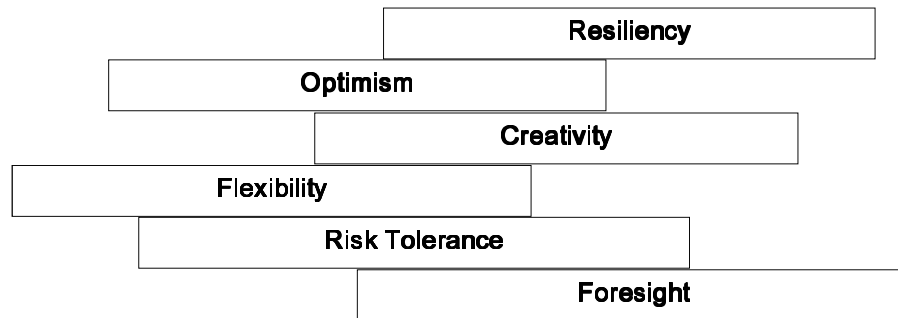 Resiliency
Optimism
Creativity
Flexibility
Risk Tolerance
Foresight